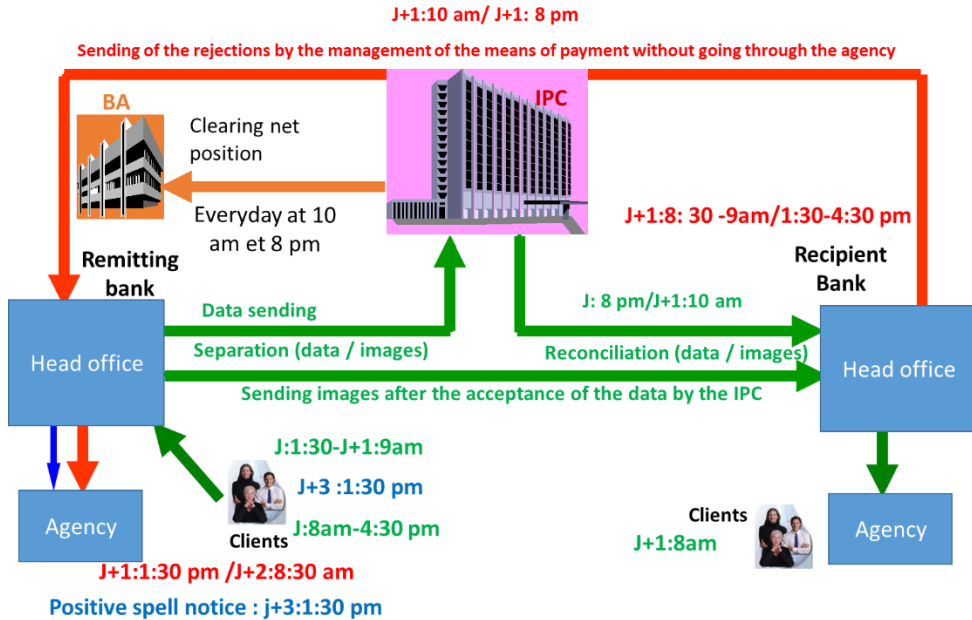 J+1:10 am/ J+1: 8 pm
Sending of the rejections by the management of the means of payment without going through the agency
BA
IPC
Clearing net
position
Everyday at 10
am et 8 pm
J+1:8: 30 -9am/1:30-4:30 pm
Remitting
bank
Recipient
Bank
Data sending
J: 8 pm/J+1:10 am
Separation (data / images)
Reconciliation (data / images)
Head office
Head office
Sending images after the acceptance of the data by the IPC
J:1:30-J+1:9am
J+3 :1:30 pm
J:8am-4:30 pm
Clients
Agency
Clients
J+1:8am
Agency
J+1:1:30 pm /J+2:8:30 am
Positive spell notice : j+3:1:30 pm